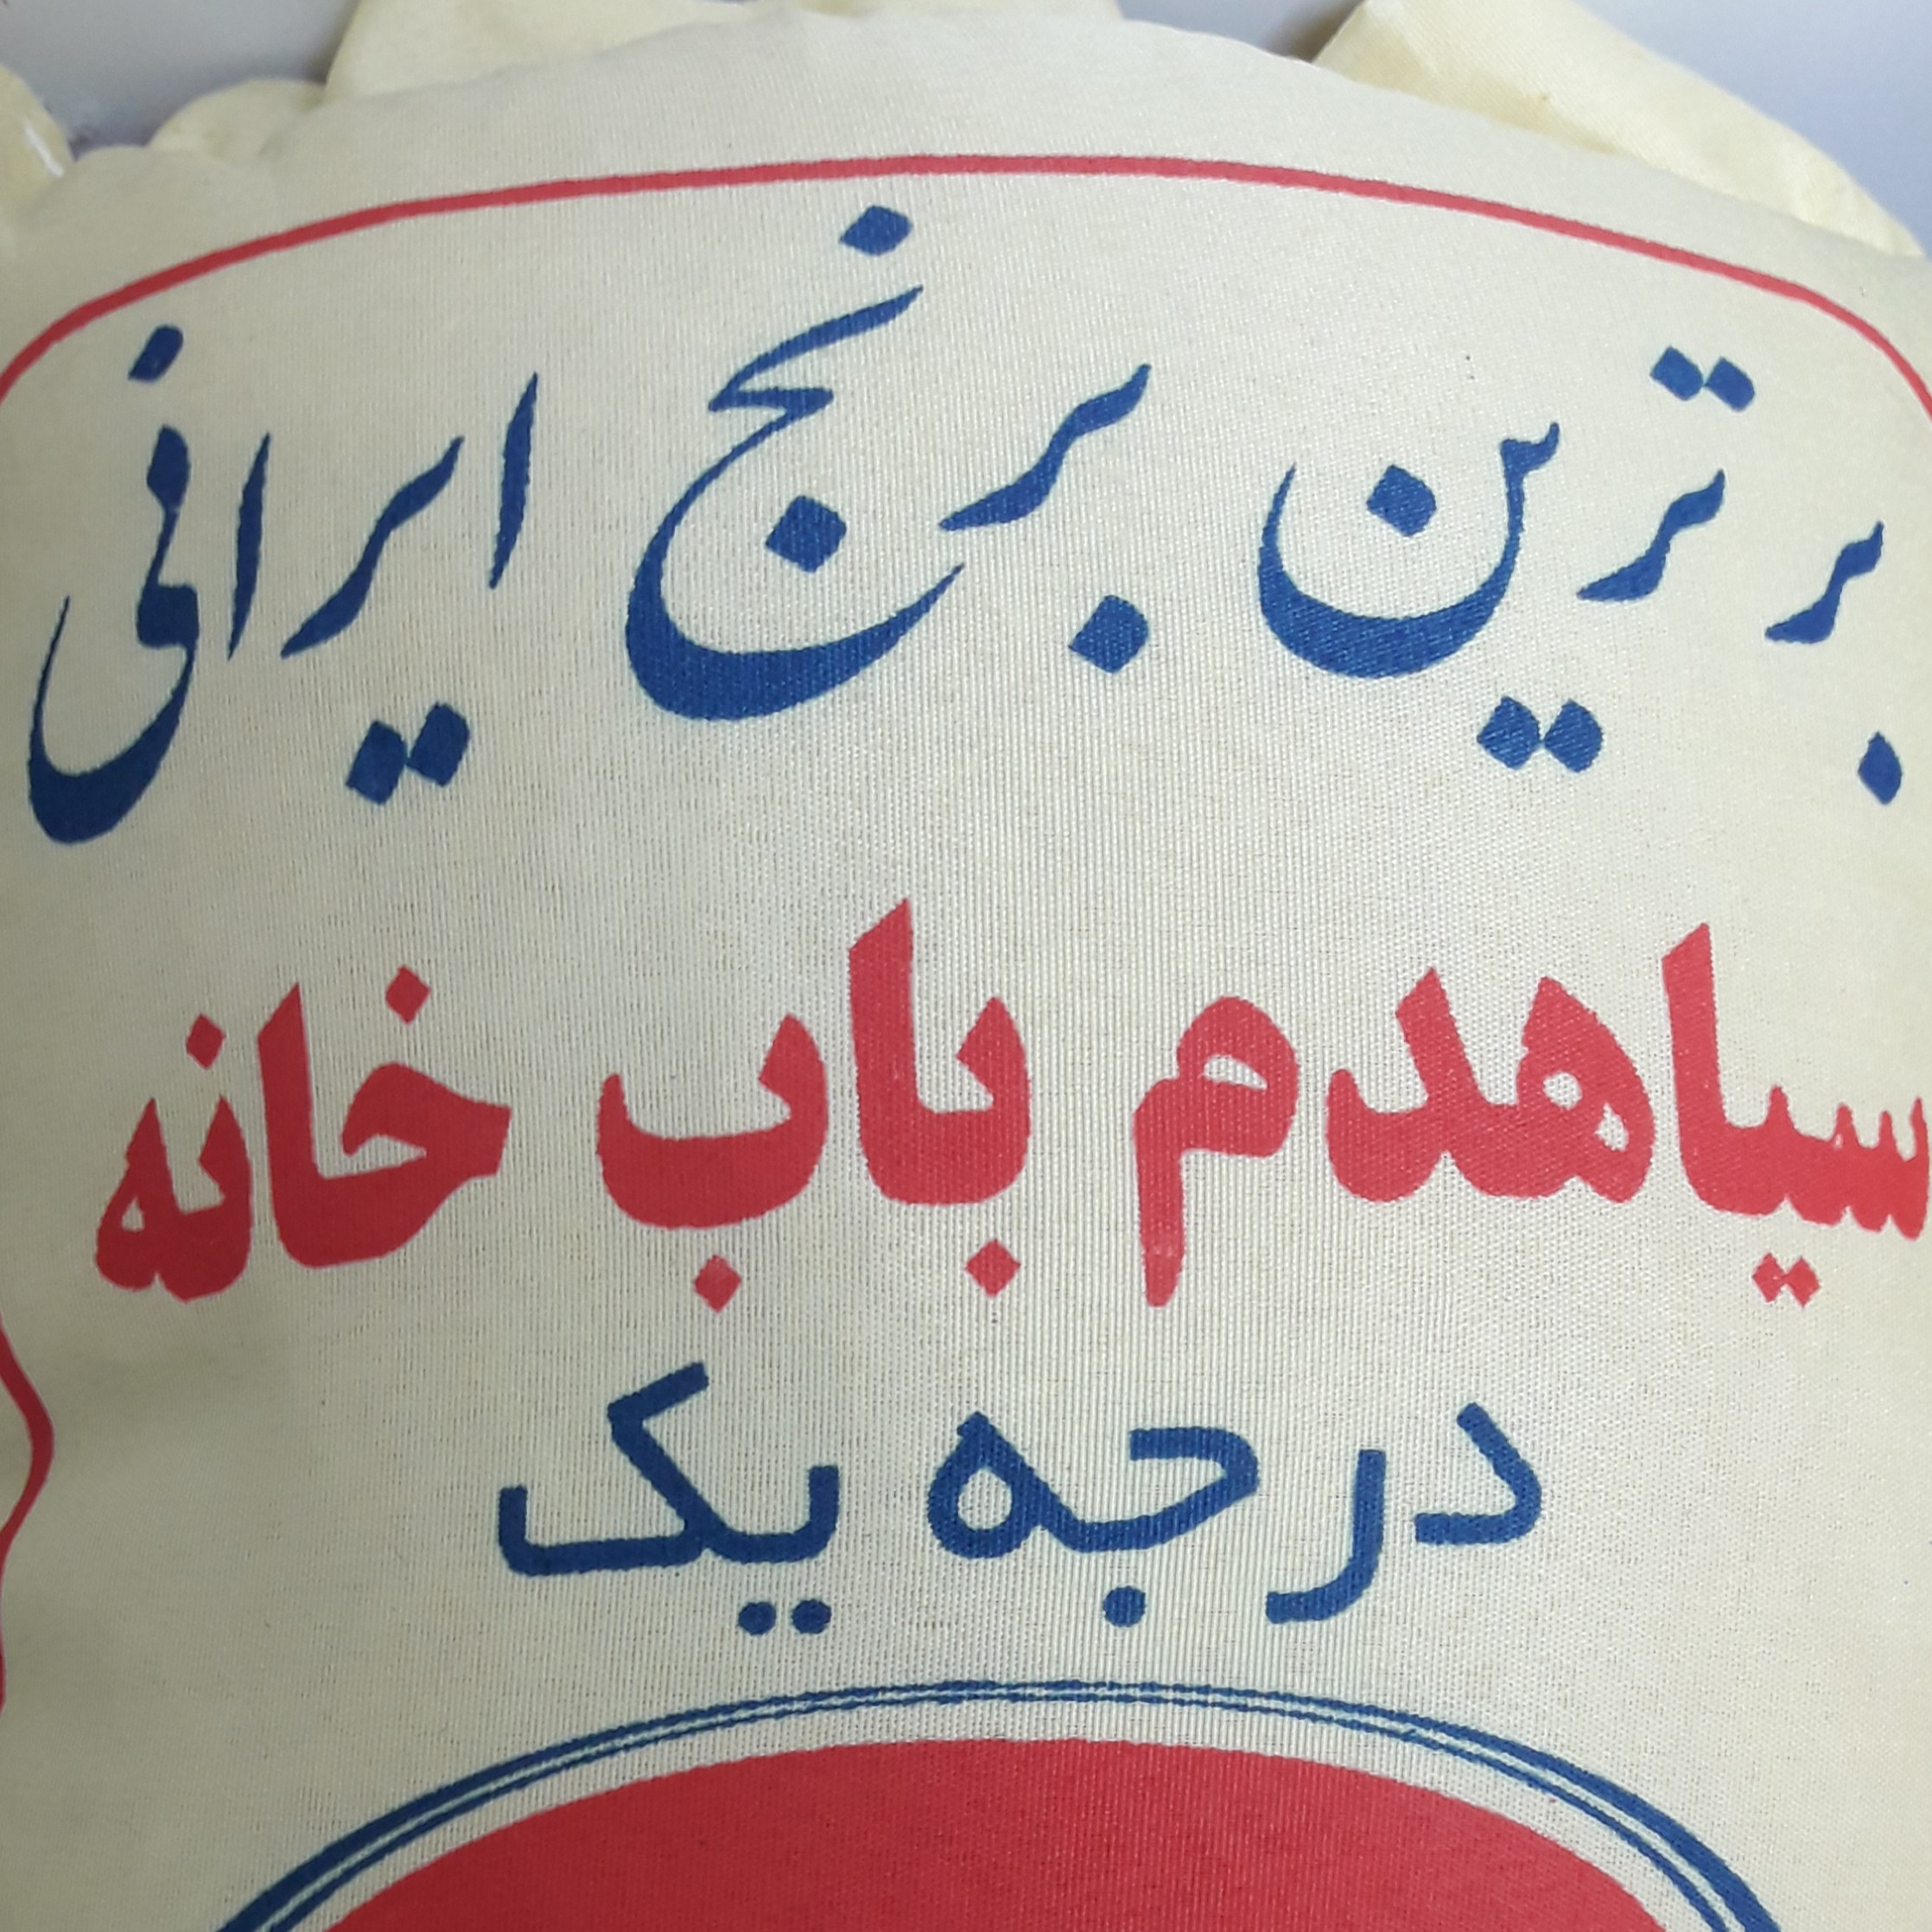 برترین برنج ایرانی
سیاهدم باب خانه
درجه یک